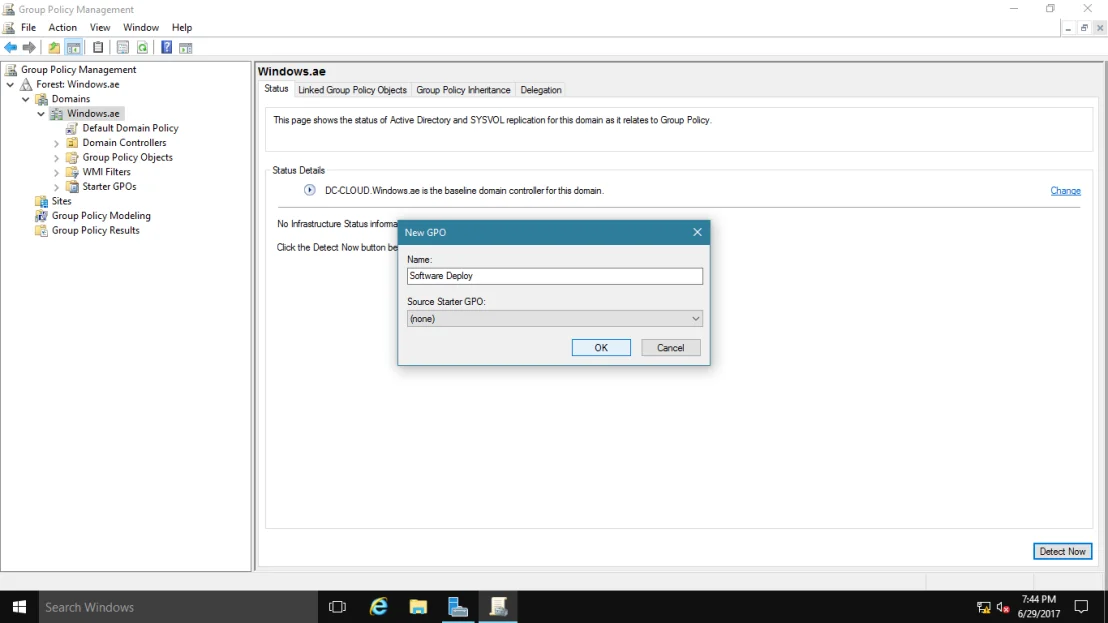 Group Policy Management
File Action View Window Help
Group Policy Management
Forest: Windows.ae
Domains
Windows.ae
Default Domain Policy
Domain Controllers
Group Policy Objects
WMI Filters
Starter GPOs
Sites
Group Policy Modeling
Group Policy Results
Windows.ae
Status Linked Group Policy Objects Group Policy Inheritance Delegation
This page shows the status of Active Directory and SYSVOL replication for this domain as it relates to Group Policy.
Status Details
DC-CLOUD.Windows.ae is the baseline domain controller for this domain. Change
No Infrastructure Status informa
Click the Detect Now button be
New GPO
Name:
Software Deploy
Source Starter GPO:
(none)
OK Cancel
Detect Now
Search Windows
7:44 PM
6/29/2017